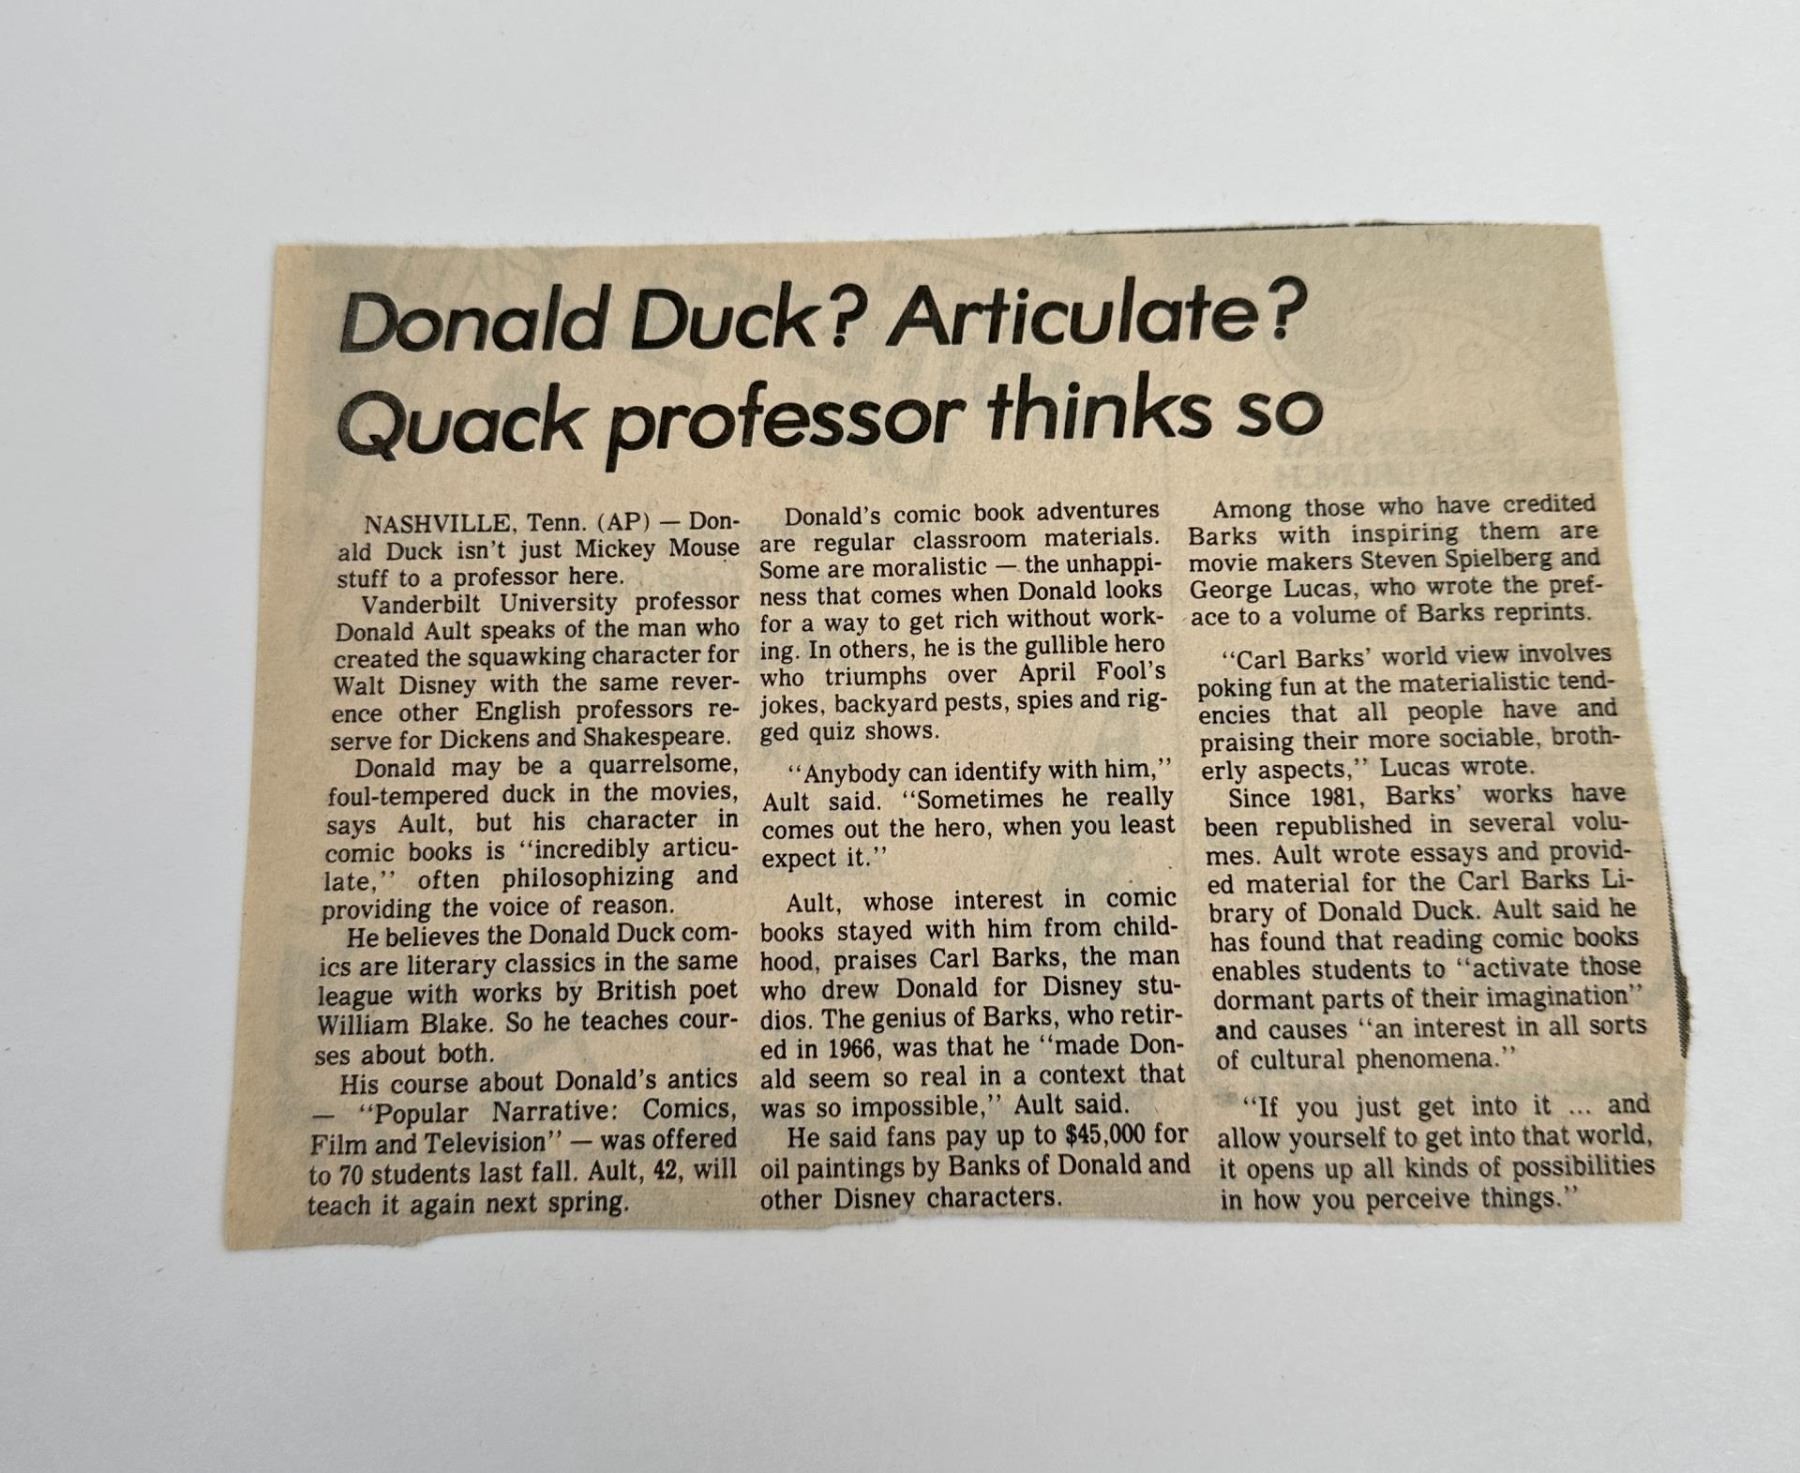 Donald Duck? Articulate?
Quack professor thinks so
NASHVILLE, Tenn. (AP) — Don-
ald Duck isn't just Mickey Mouse
stuff to a professor here.
Vanderbilt University professor
Donald Ault speaks of the man who
created the squawking character for
Walt Disney with the same rever-
ence other English professors re-
serve for Dickens and Shakespeare.
Donald may be a quarrelsome,
foul-tempered duck in the movies,
says Ault, but his character in
comic books is ‘‘incredibly articu-
late,’’ often philosophizing and
providing the voice of reason.
He believes the Donald Duck com-
ics are literary classics in the same
league with works by British poet
William Blake. So he teaches cour-
ses about both.
His course about Donald's antics
— ‘‘Popular Narrative: Comics,
Film and Television’’ — was offered
to 70 students last fall. Ault, 42, will
teach it again next spring.
Donald's comic book adventures
are regular classroom materials.
Some are moralistic — the unhappi-
ness that comes when Donald looks
for a way to get rich without work-
ing. In others, he is the gullible hero
who triumphs over April Fool's
jokes, backyard pests, spies and rig-
ged quiz shows.
‘‘Anybody can identify with him,’’
Ault said. ‘‘Sometimes he really
comes out the hero, when you least
expect it.’’
Ault, whose interest in comic
books stayed with him from child-
hood, praises Carl Barks, the man
who drew Donald for Disney stu-
dios. The genius of Barks, who retir-
ed in 1966, was that he ‘‘made Don-
ald seem so real in a context that
was so impossible,’’ Ault said.
He said fans pay up to $45,000 for
oil paintings by Banks of Donald and
other Disney characters.
Among those who have credited
Barks with inspiring them are
movie makers Steven Spielberg and
George Lucas, who wrote the pref-
ace to a volume of Barks reprints.
‘‘Carl Barks' world view involves
poking fun at the materialistic tend-
encies that all people have and
praising their more sociable, broth-
erly aspects,’’ Lucas wrote.
Since 1981, Barks' works have
been republished in several volu-
mes. Ault wrote essays and provid-
ed material for the Carl Barks Li-
brary of Donald Duck. Ault said he
has found that reading comic books
enables students to ‘‘activate those
dormant parts of their imagination’’
and causes ‘‘an interest in all sorts
of cultural phenomena.’’
‘‘If you just get into it ... and
allow yourself to get into that world,
it opens up all kinds of possibilities
in how you perceive things.’’